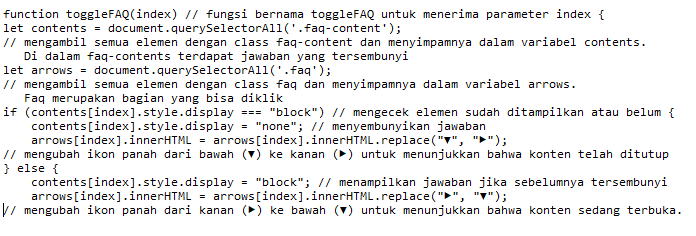 function toggleFAQ(index) // fungsi bernama toggleFAQ untuk menerima parameter index {
let contents = document.querySelectorAll('.faq-content');
// mengambil semua elemen dengan class faq-content dan menyimpamnya dalam variabel contents.
   Di dalam faq-contents terdapat jawaban yang tersembunyi
let arrows = document.querySelectorAll('.faq');
// mengambil semua elemen dengan class faq dan menyimpamnya dalam variabel arrows.
   Faq merupakan bagian yang bisa diklik
if (contents[index].style.display === "block") // mengecek elemen sudah ditampilkan atau belum {
    contents[index].style.display = "none"; // menyembunyikan jawaban
    arrows[index].innerHTML = arrows[index].innerHTML.replace("▼", "►");
// mengubah ikon panah dari bawah (▼) ke kanan (►) untuk menunjukkan bahwa konten telah ditutup
} else {
    contents[index].style.display = "block"; // menampilkan jawaban jika sebelumnya tersembunyi
    arrows[index].innerHTML = arrows[index].innerHTML.replace("►", "▼");
// mengubah ikon panah dari kanan (►) ke bawah (▼) untuk menunjukkan bahwa konten sedang terbuka.